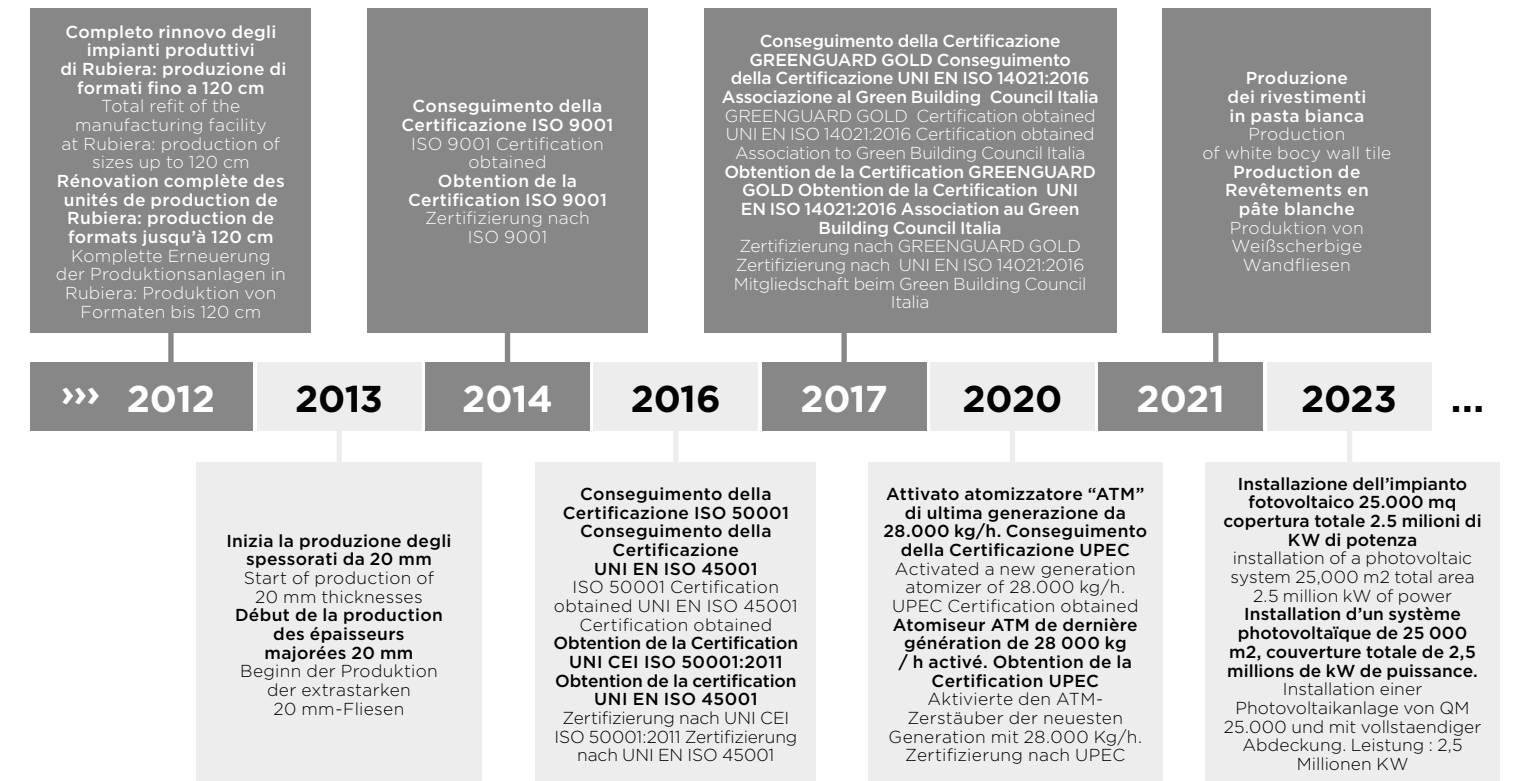 Completo rinnovo degli
impianti produttivi
di Rubiera: produzione di
formati fino a 120 cm
Total refit of the
manufacturing facility
at Rubiera: production of
sizes up to 120 cm
Rénovation complète des
unités de production de
Rubiera: production de
formats jusqu’à 120 cm
Komplette Erneuerung
der Produktionsanlagen in
Rubiera: Produktion von
Formaten bis 120 cm
Conseguimento della
Certificazione ISO 9001
ISO 9001 Certification
obtained
Obtention de la
Certification ISO 9001
Zertifizierung nach
ISO 9001
Conseguimento della Certificazione
GREENGUARD GOLD Conseguimento
della Certificazione UNI EN ISO 14021:2016
Associazione al Green Building Council Italia
GREENGUARD GOLD Certification obtained
UNI EN ISO 14021:2016 Certification obtained
Association to Green Building Council Italia
Obtention de la Certification GREENGUARD
GOLD Obtention de la Certification UNI
EN ISO 14021:2016 Association au Green
Building Council Italia
Zertifizierung nach GREENGUARD GOLD
Zertifizierung nach UNI EN ISO 14021:2016
Mitgliedschaft beim Green Building Council
Italia
Produzione
dei rivestimenti
in pasta bianca
Production
of white bocy wall tile
Production de
Revêtements en
pâte blanche
Produktion von
Weißscherbige
Wandfliesen
››› 2012 2013 2014 2016 2017 2020 2021 2023 ...
Inizia la produzione degli
spessorati da 20 mm
Start of production of
20 mm thicknesses
Début de la production
des épaisseurs
majorées 20 mm
Beginn der Produktion
der extrastarken
20 mm-Fliesen
Conseguimento della
Certificazione ISO 50001
Conseguimento della
Certificazione
UNI EN ISO 45001
ISO 50001 Certification
obtained UNI EN ISO 45001
Certification obtained
Obtention de la Certification
UNI CEI ISO 50001:2011
Obtention de la certification
UNI EN ISO 45001
Zertifizierung nach UNI CEI
ISO 50001:2011 Zertifizierung
nach UNI EN ISO 45001
Attivato atomizzatore “ATM”
di ultima generazione da
28.000 kg/h. Conseguimento
della Certificazione UPEC
Activated a new generation
atomizer of 28.000 kg/h.
UPEC Certification obtained
Atomiseur ATM de dernière
génération de 28 000 kg
/ h activé. Obtention de la
Certification UPEC
Aktivierte den ATM-
Zerstäuber der neuesten
Generation mit 28.000 Kg/h.
Zertifizierung nach UPEC
Installazione dell’impianto
fotovoltaico 25.000 mq
copertura totale 2.5 milioni di
KW di potenza
installation of a photovoltaic
system 25,000 m2 total area
2.5 million kW of power
Installation d’un système
photovoltaïque de 25 000
m2, couverture totale de 2,5
millions de kW de puissance.
Installation einer
Photovoltaikanlage von QM
25.000 und mit vollstaendiger
Abdeckung. Leistung : 2,5
Millionen KW